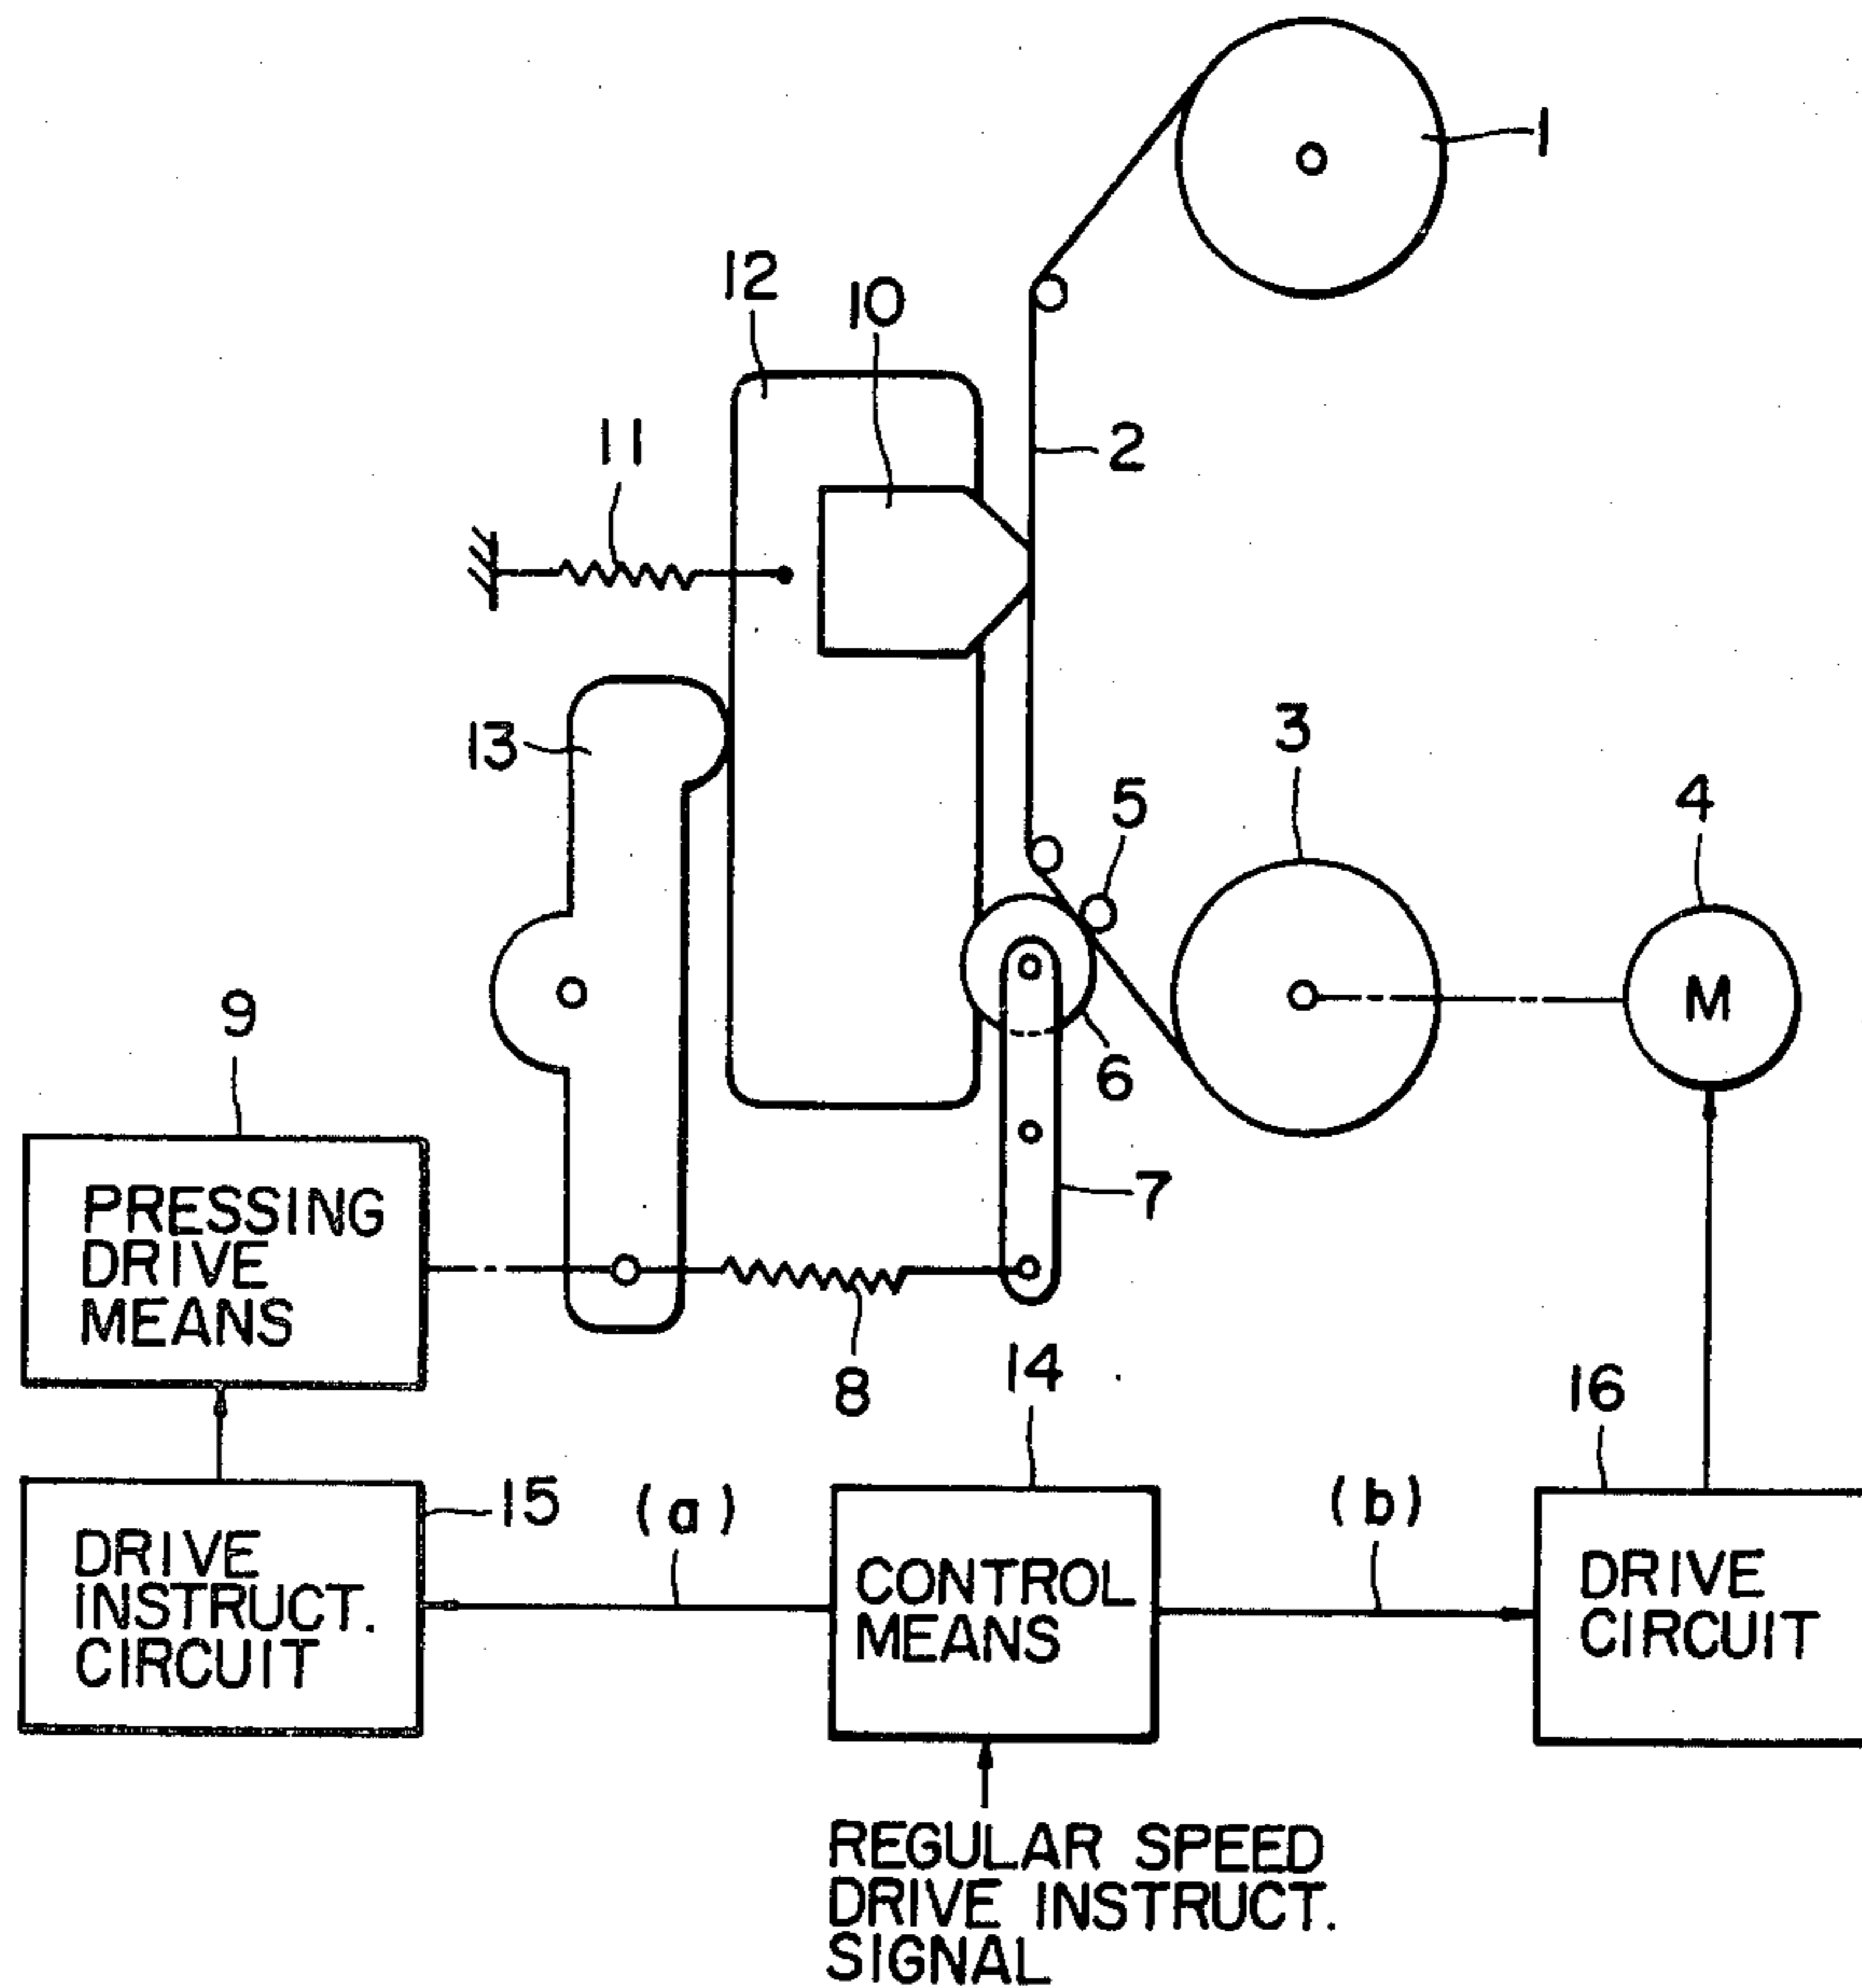 1
12
10
11
2
13
3
5
4
M
9
6
PRESSING
DRIVE
MEANS
7
8
14
16
15
(a)
(b)
DRIVE
INSTRUCT.
CIRCUIT
CONTROL
MEANS
DRIVE
CIRCUIT
REGULAR SPEED
DRIVE INSTRUCT.
SIGNAL